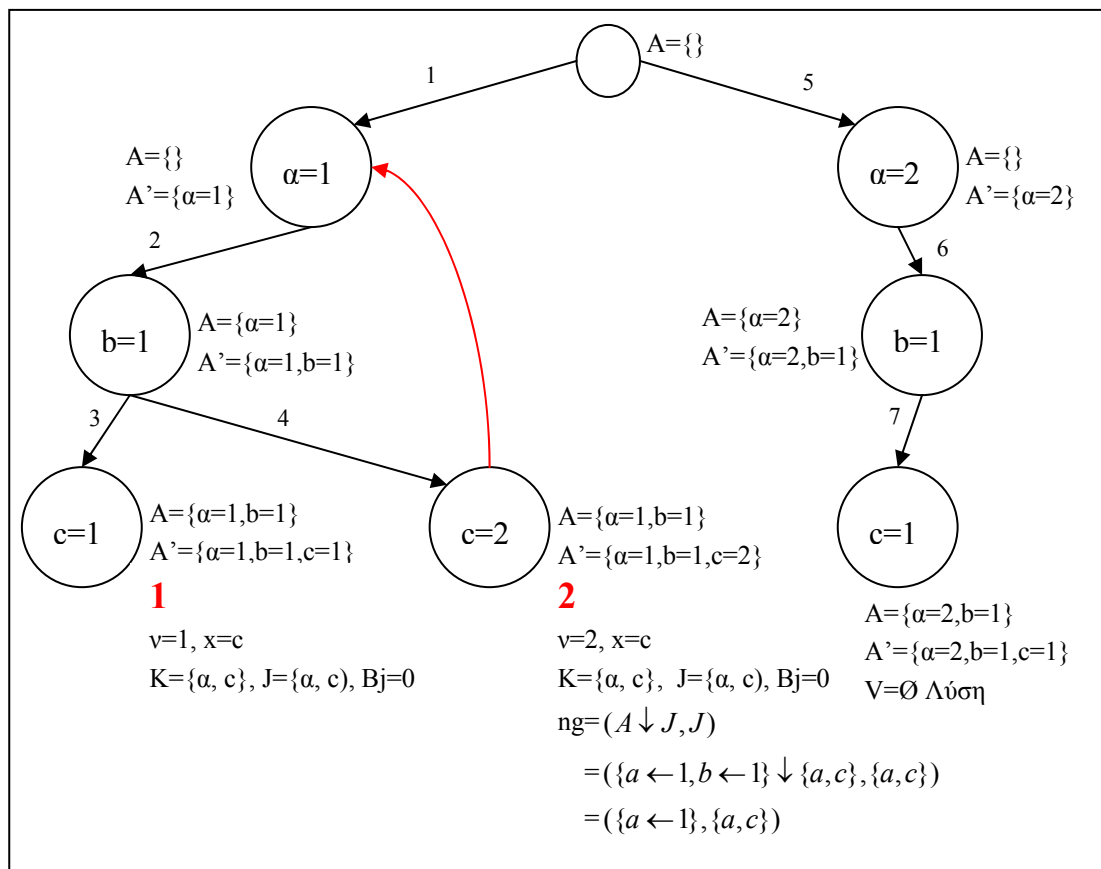 A={}
1
5
α=1
A={}
A’={α=1}
α=2
A={}
A’={α=2}
2
6
b=1
A={α=1}
A’={α=1,b=1}
A={α=2}
A’={α=2,b=1}
b=1
3
4
7
c=1
A={α=1,b=1}
A’={α=1,b=1,c=1}
1
ν=1, x=c
K={α, c}, J={α, c), Bj=0
c=2
A={α=1,b=1}
A’={α=1,b=1,c=2}
2
ν=2, x=c
K={α, c}, J={α, c), Bj=0
ng=(A↓J,J)
=({a←1,b←1}↓{a,c},{a,c})
=({a←1},{a,c})
c=1
A={α=2,b=1}
A’={α=2,b=1,c=1}
V=Ø Λύση